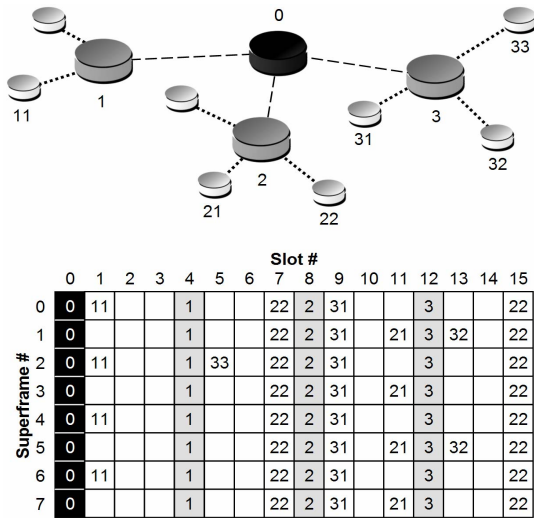 0
33
1
11
3
31
32
2
21
22
Slot #
0 1 2 3 4 5 6 7 8 9 10 11 12 13 14 15
Superframe #
0 0 11 1 22 2 31 3 22
1 0 1 22 2 31 21 3 32 22
2 0 11 1 33 22 2 31 3 22
3 0 1 22 2 31 21 3 22
4 0 11 1 22 2 31 3 22
5 0 1 22 2 31 21 3 32 22
6 0 11 1 22 2 31 3 22
7 0 1 22 2 31 21 3 22